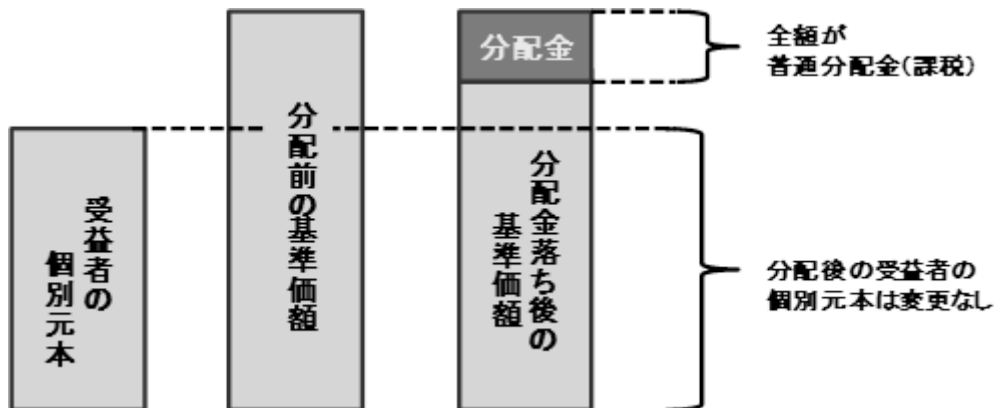 受益者の
個別元本
分配前の基準価額
分配金
分配金落ち後の
基準価額
全額が
普通分配金(課税)
分配後の受益者の
個別元本は変更なし